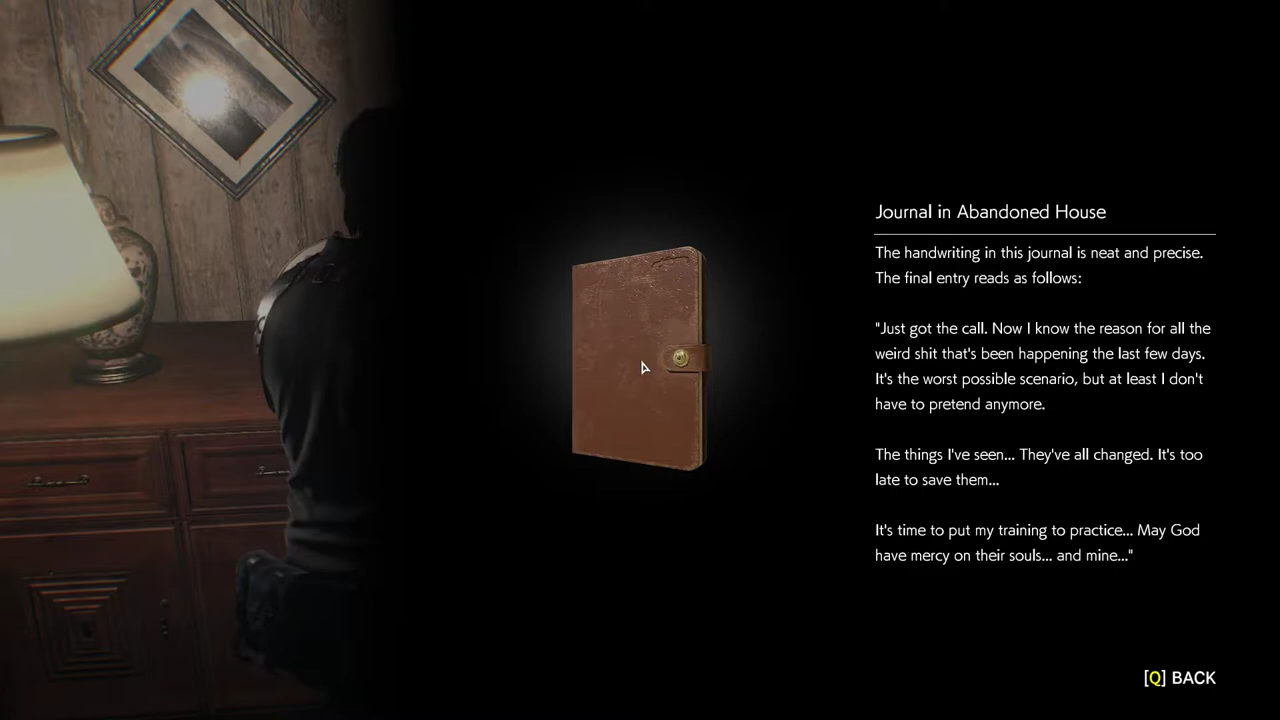 Journal in Abandoned House
The handwriting in this journal is neat and precise.
The final entry reads as follows:
"Just got the call. Now I know the reason for all the
weird shit that's been happening the last few days.
It's the worst possible scenario, but at least I don't
have to pretend anymore.
The things I've seen... They've all changed. It's too
late to save them...
It's time to put my training to practice... May God
have mercy on their souls... and mine..."
[Q] BACK